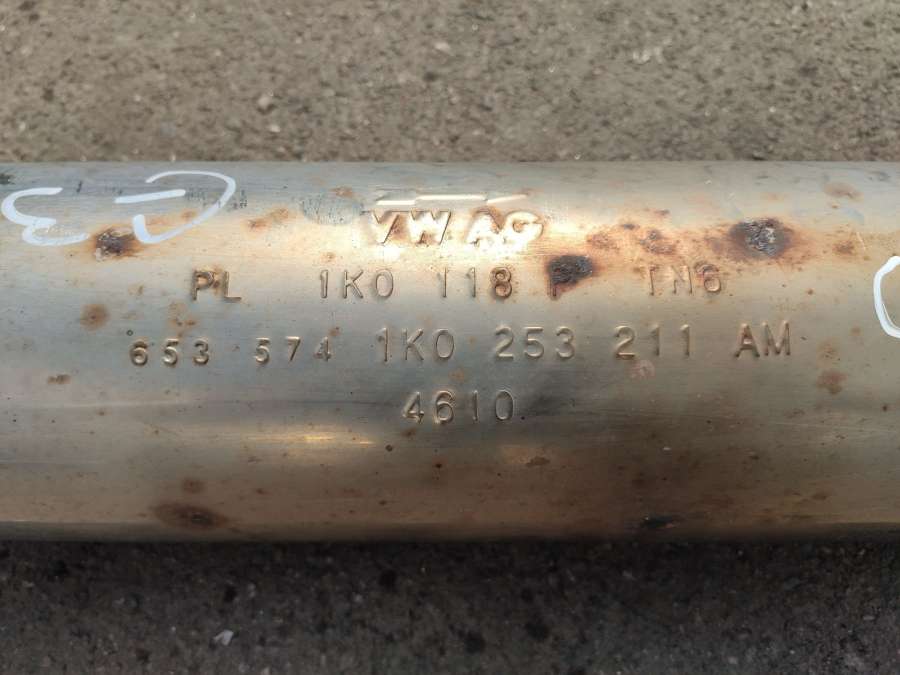 VW AG
PL 1K0 118 F TN6
653 574 1K0 253 211 AM
4610